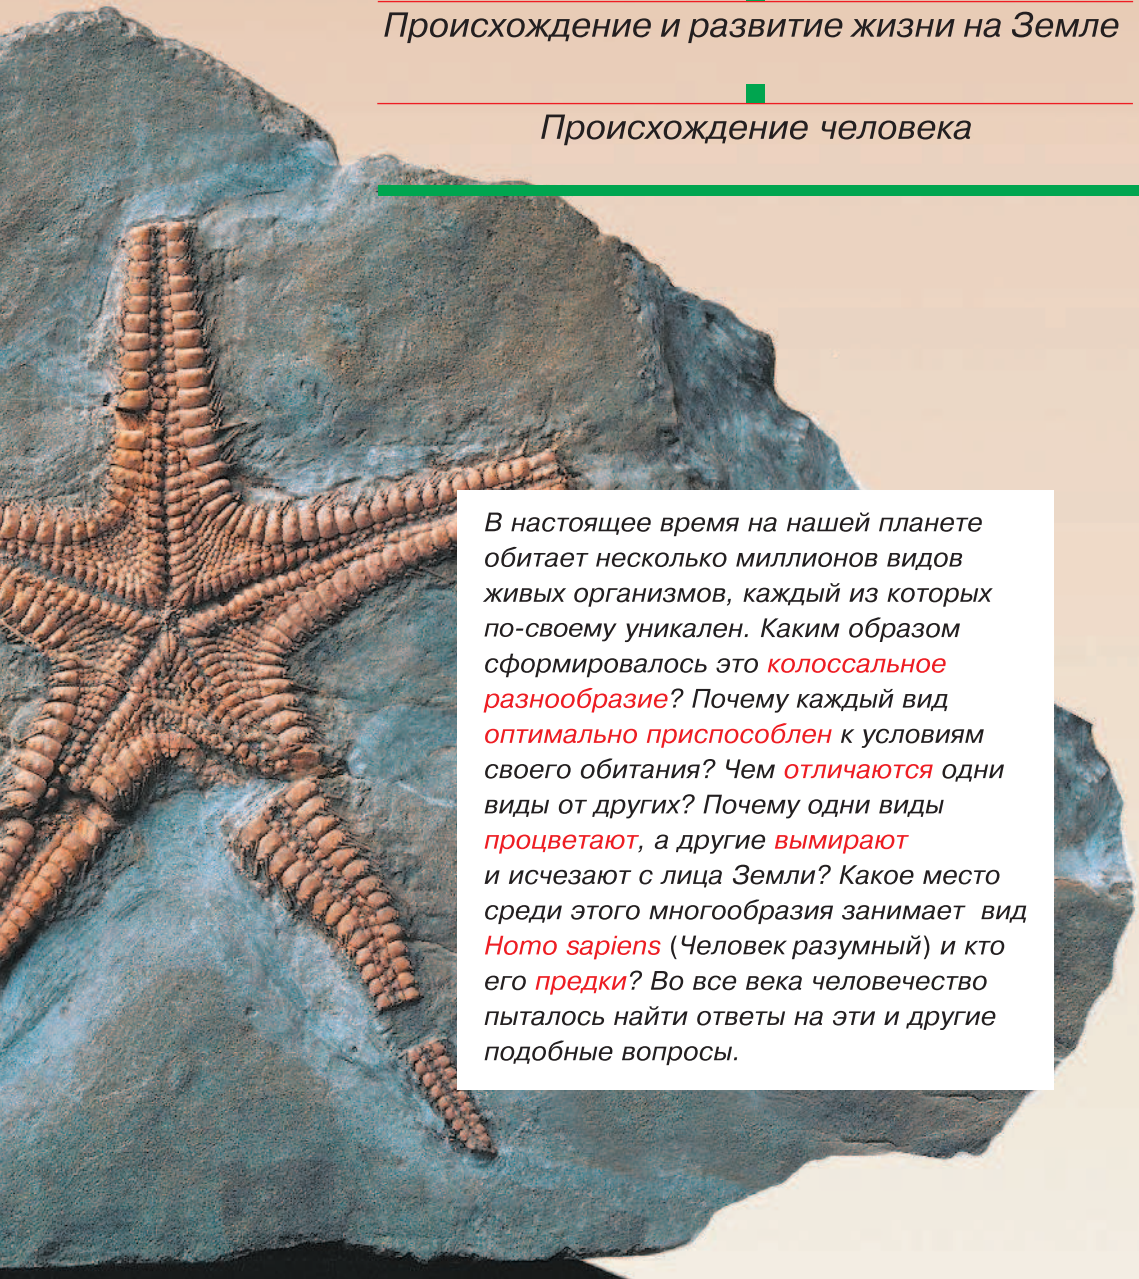 Происхождение и развитие жизни на Земле
Происхождение человека
В настоящее время на нашей планете
обитает несколько миллионов видов
живых организмов, каждый из которых
по-своему уникален. Каким образом
сформировалось это колоссальное
разнообразие? Почему каждый вид
оптимально приспособлен к условиям
своего обитания? Чем отличаются одни
виды от других? Почему одни виды
процветают, а другие вымирают
и исчезают с лица Земли? Какое место
среди этого многообразия занимает вид
Homo sapiens (Человек разумный) и кто
его предки? Во все века человечество
пыталось найти ответы на эти и другие
подобные вопросы.